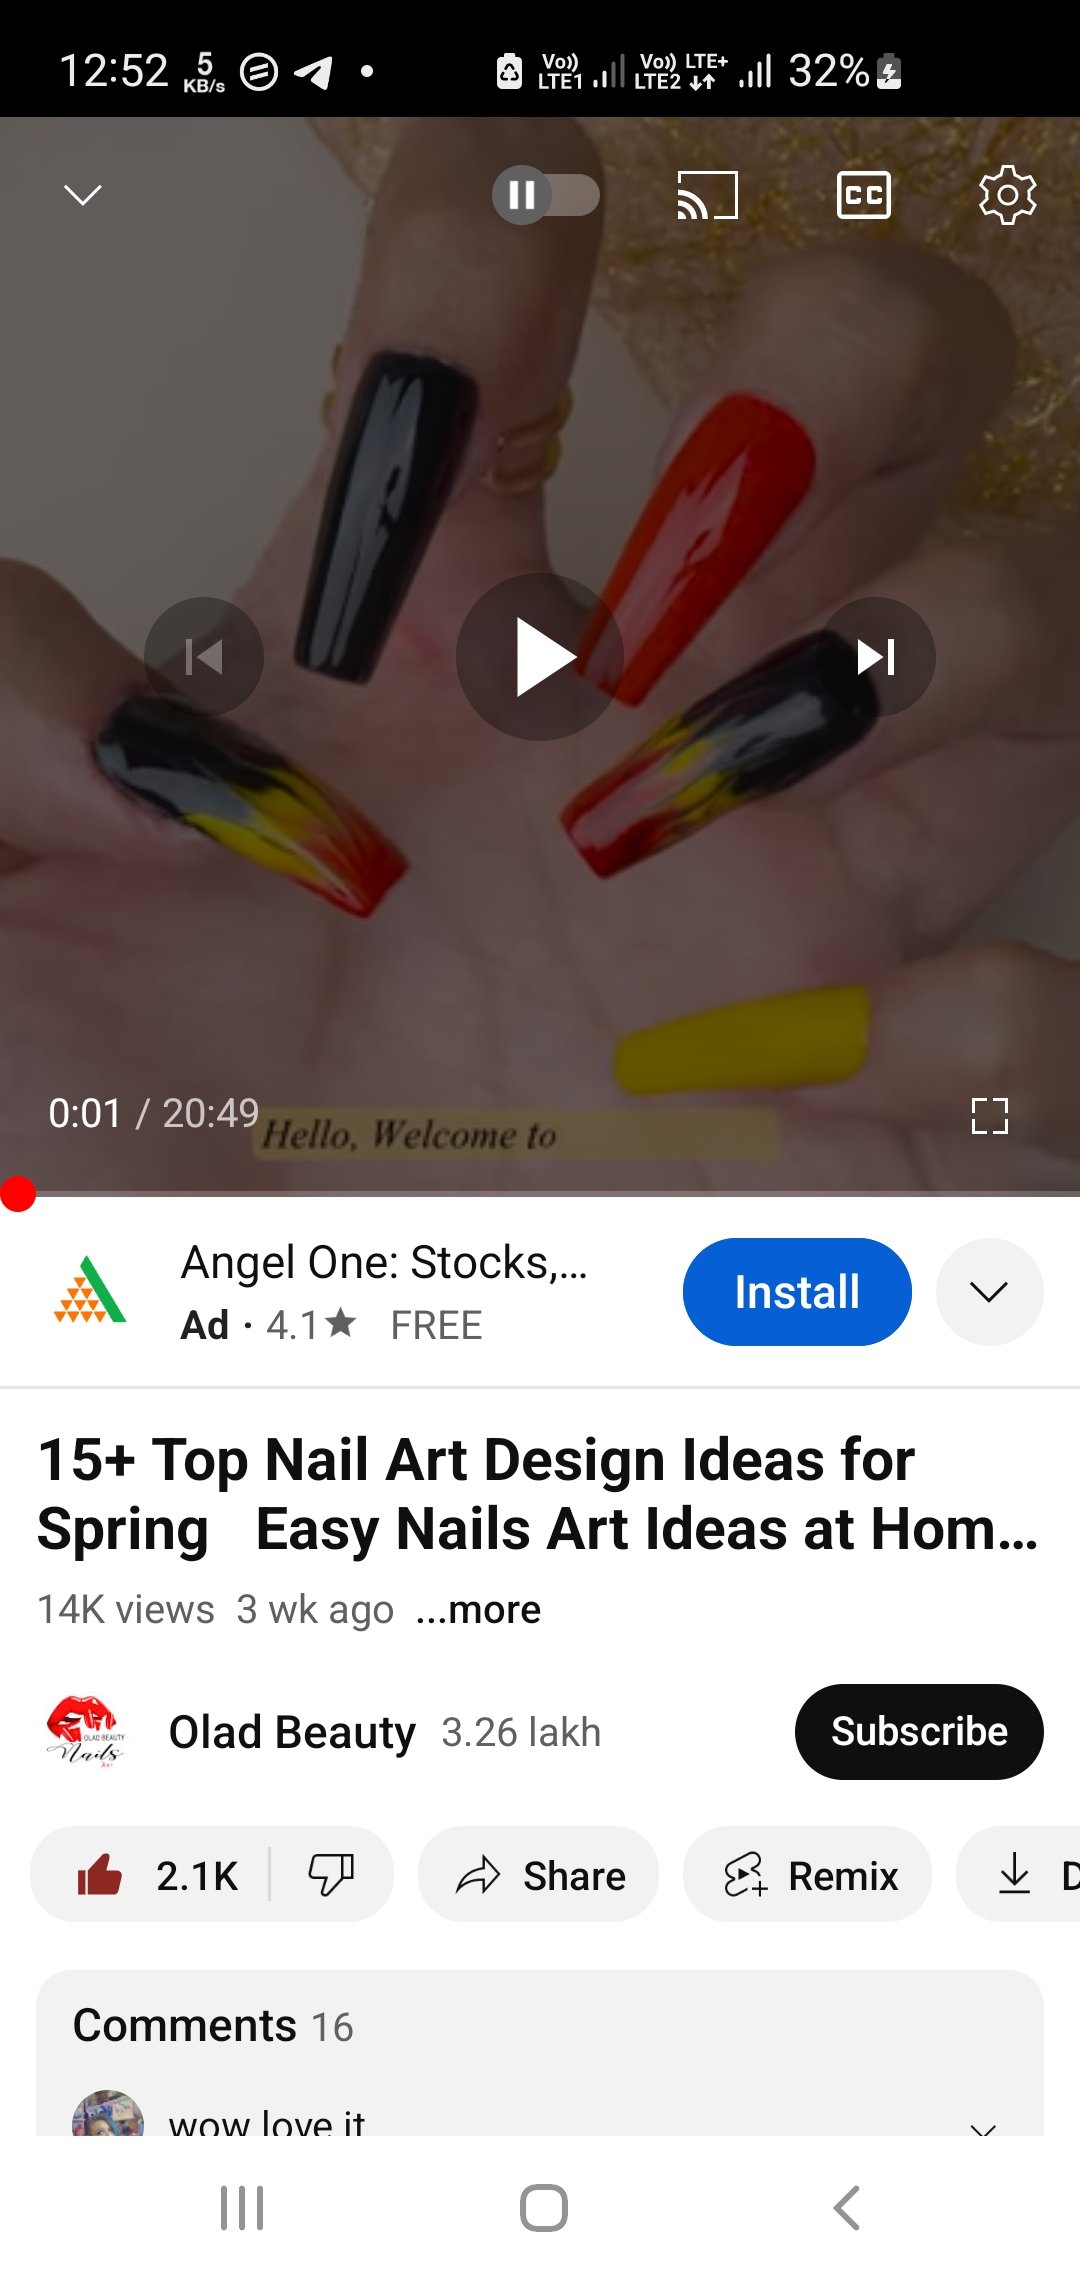 12:52 5 KB/s Vo)) LTE1 Vo)) LTE2 LTE+ 32%
CC
0:01 / 20:49
Hello, Welcome to
Angel One: Stocks,...
Ad · 4.1★ FREE
Install
15+ Top Nail Art Design Ideas for
Spring Easy Nails Art Ideas at Hom...
14K views 3 wk ago ...more
OLAD BEAUTY
Nails
Art
Olad Beauty 3.26 lakh
Subscribe
2.1K Share Remix D
Comments 16
wow love it